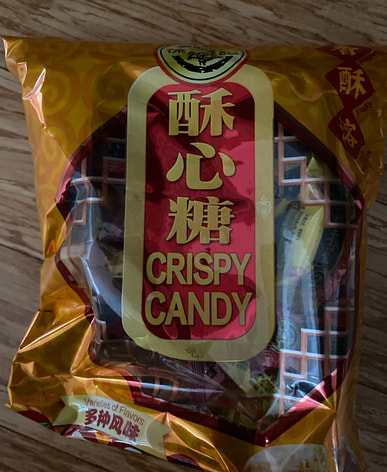 酥
心
糖
CRISPY
CANDY
Varieties of Flavors
多种风味